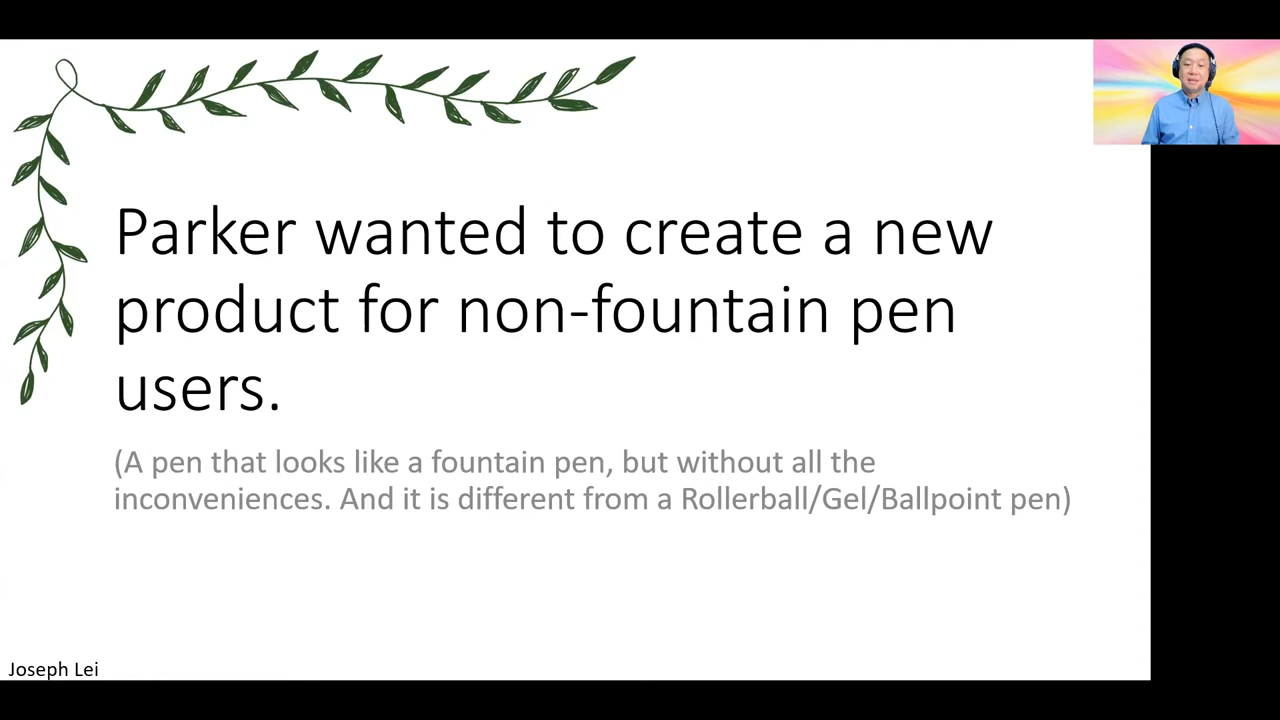 Parker wanted to create a new
product for non-fountain pen
users.
(A pen that looks like a fountain pen, but without all the
inconveniences. And it is different from a Rollerball/Gel/Ballpoint pen)
Joseph Lei